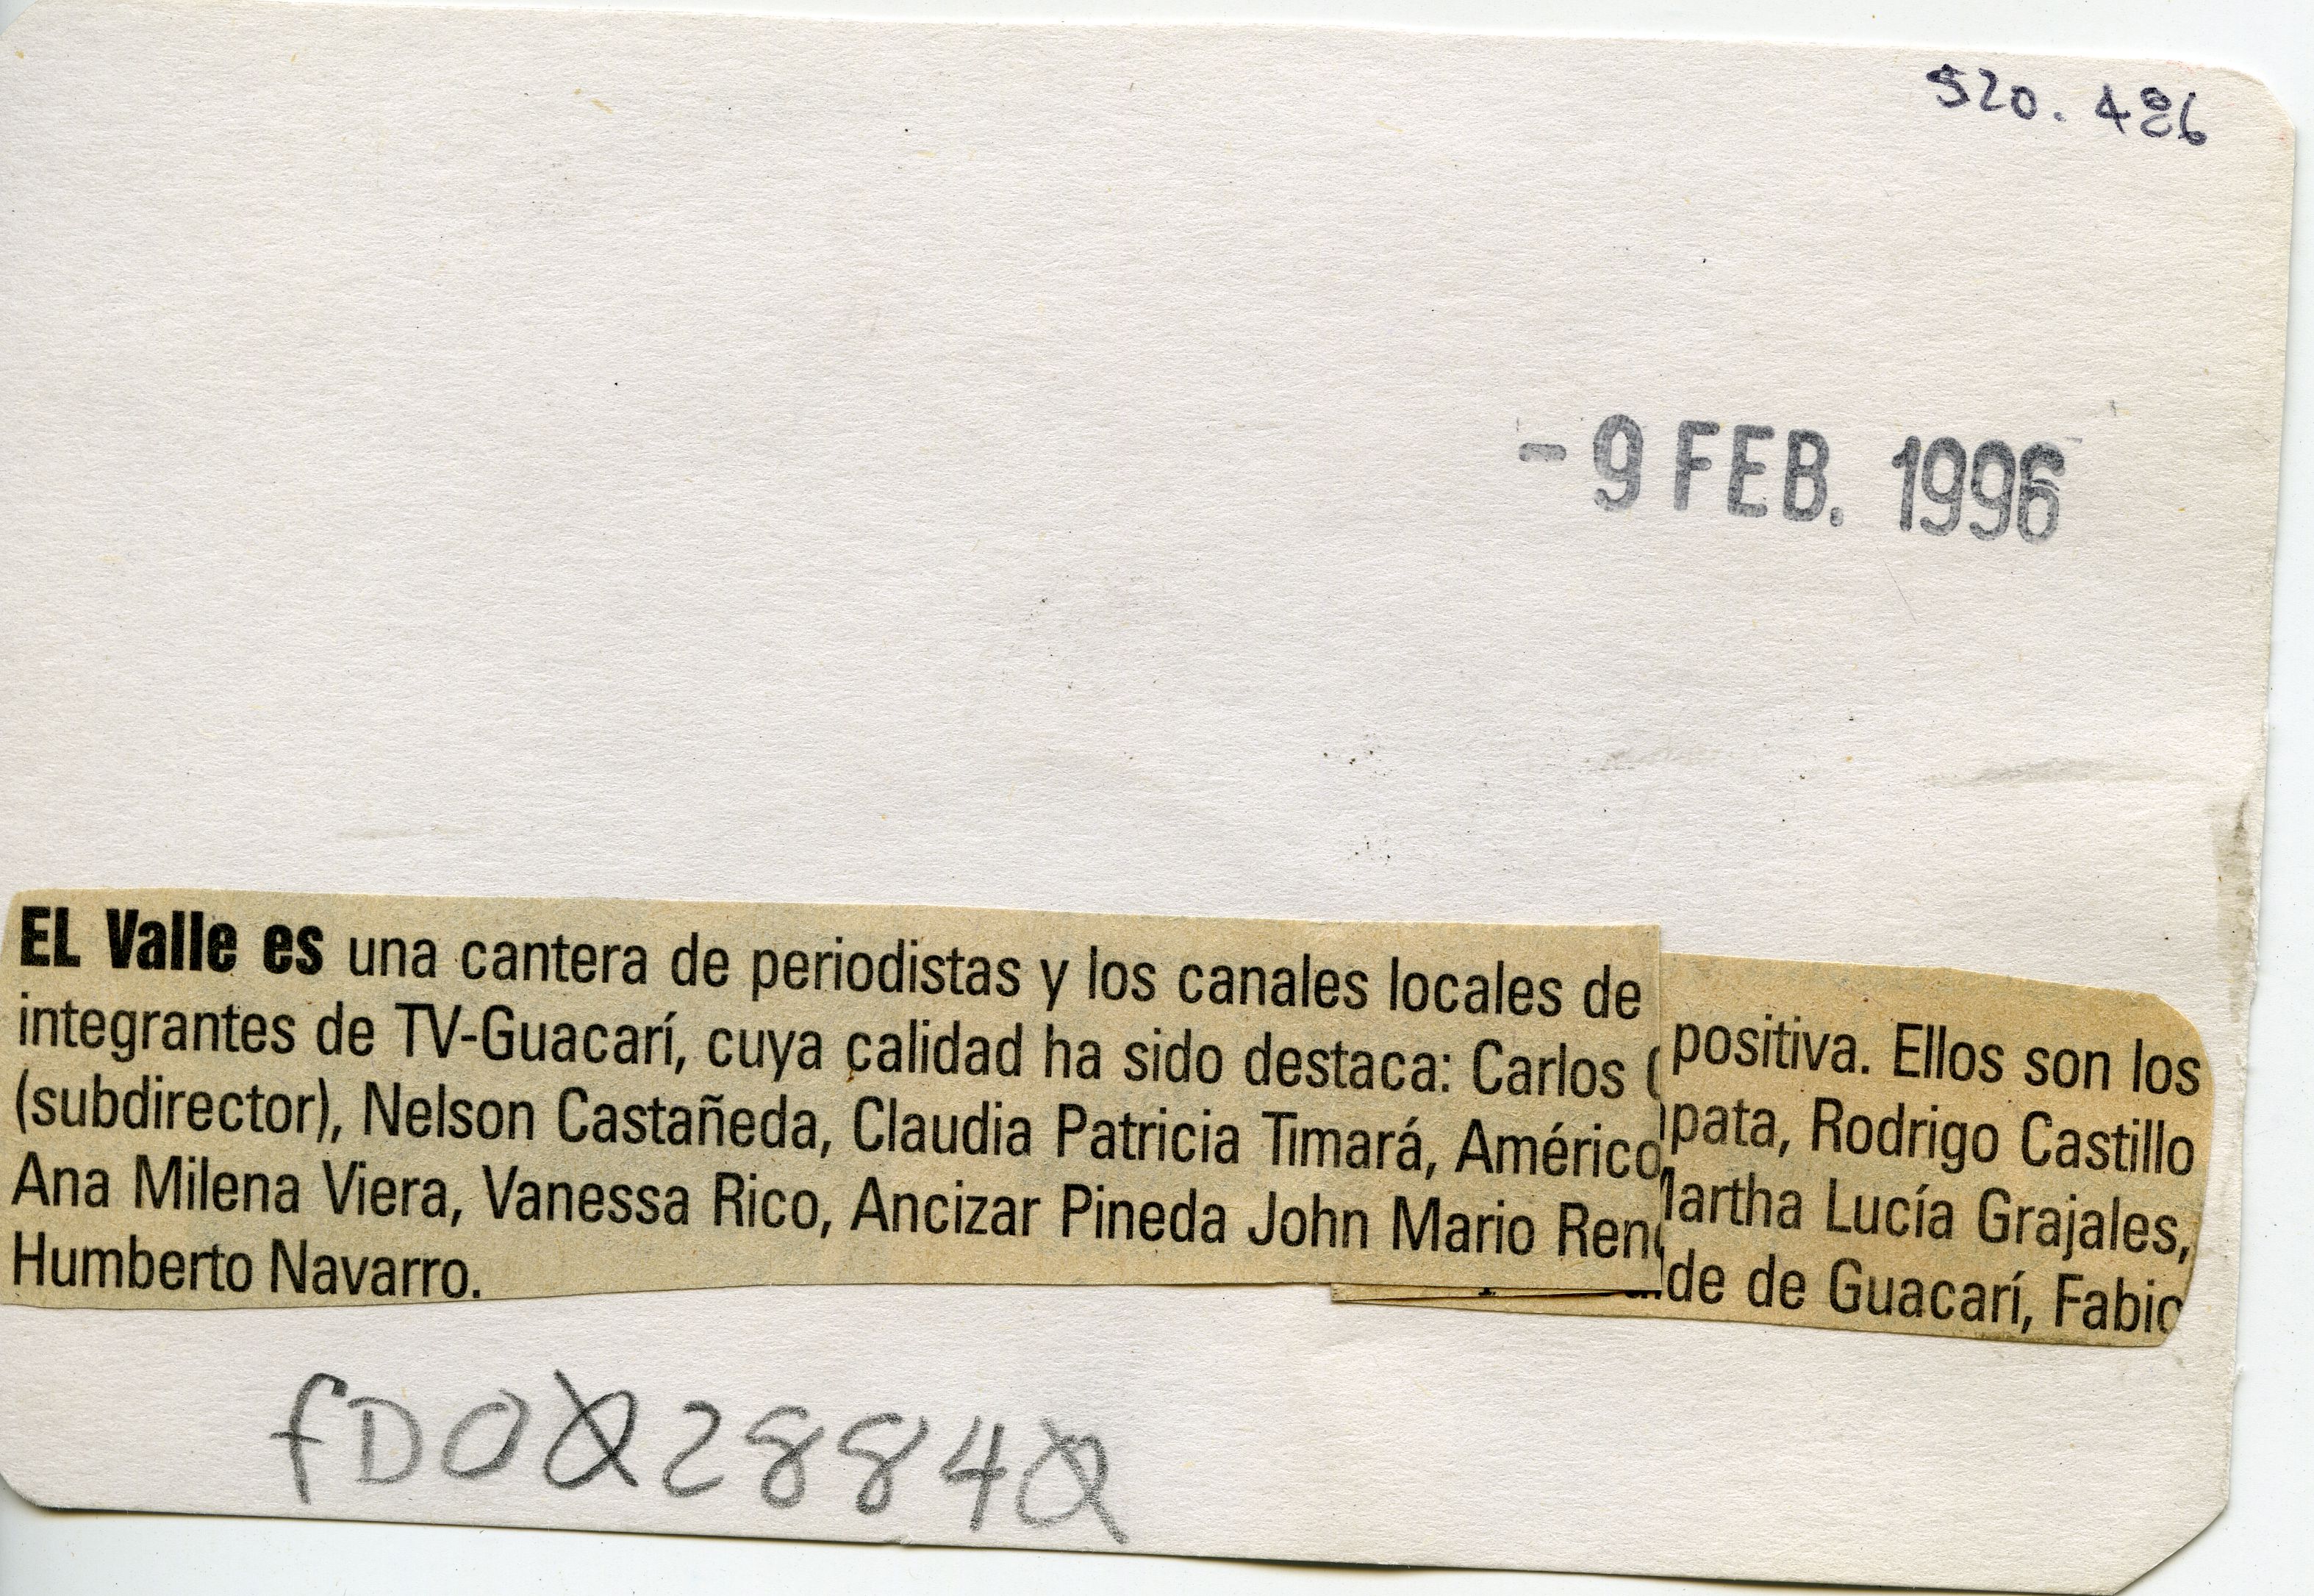 520.486
- 9 FEB. 1996
EL Valle es una cantera de periodistas y los canales locales de
integrantes de TV-Guacarí, cuya calidad ha sido destaca: Carlos positiva. Ellos son los
(subdirector), Nelson Castañeda, Claudia Patricia Timará, Américo pata, Rodrigo Castillo
Ana Milena Viera, Vanessa Rico, Ancizar Pineda John Mario Ren artha Lucía Grajales,
Humberto Navarro. de de Guacarí, Fabio
fD0028840